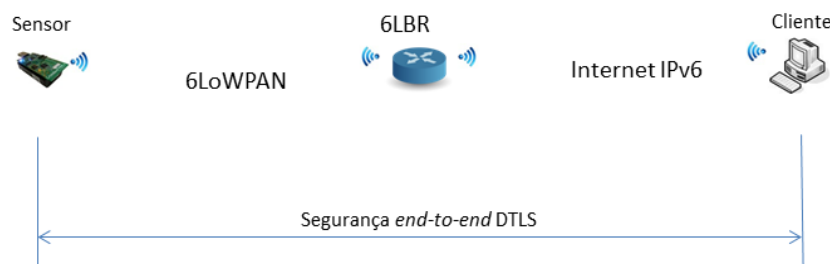 Sensor
6LBR
Cliente
6LoWPAN
Internet IPv6
Segurança end-to-end DTLS